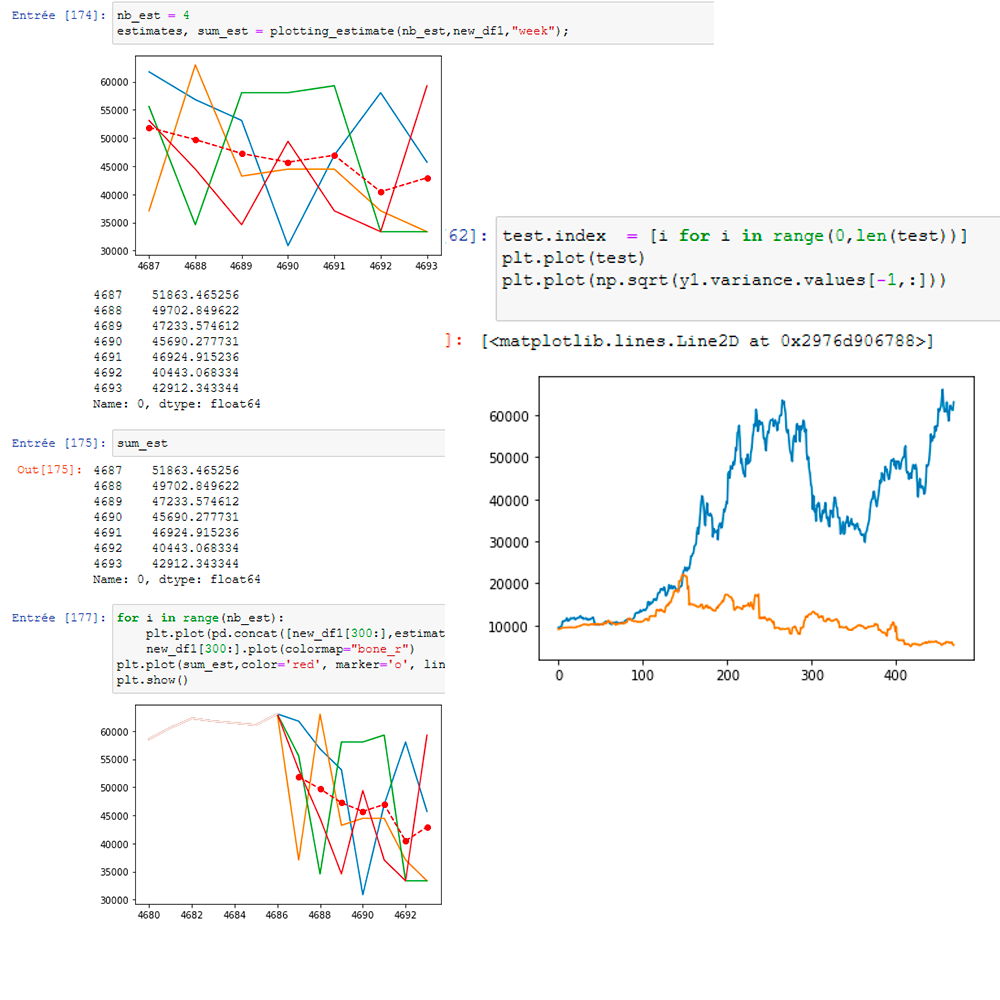 Entrée [174]: nb_est = 4
estimates, sum_est = plotting_estimate(nb_est,new_df1,"week");
60000
55000
50000
45000
40000
35000
30000
4687 4688 4689 4690 4691 4692 4693
4687 51863.465256
4688 49702.849622
4689 47233.574612
4690 45690.277731
4691 46924.915236
4692 40443.068334
4693 42912.343344
Name: 0, dtype: float64
Entrée [175]: sum_est
Out[175]: 4687 51863.465256
4688 49702.849622
4689 47233.574612
4690 45690.277731
4691 46924.915236
4692 40443.068334
4693 42912.343344
Name: 0, dtype: float64
Entrée [177]: for i in range(nb_est):
plt.plot(pd.concat([new_df1[300:],estimat
new_df1[300:].plot(colormap="bone_r")
plt.plot(sum_est,color='red', marker='o', lin
plt.show()
60000
55000
50000
45000
40000
35000
30000
4680 4682 4684 4686 4688 4690 4692
62]: test.index = [i for i in range(0,len(test))]
plt.plot(test)
plt.plot(np.sqrt(y1.variance.values[-1,:]))
]: [<matplotlib.lines.Line2D at 0x2976d906788>]
60000
50000
40000
30000
20000
10000
0 100 200 300 400